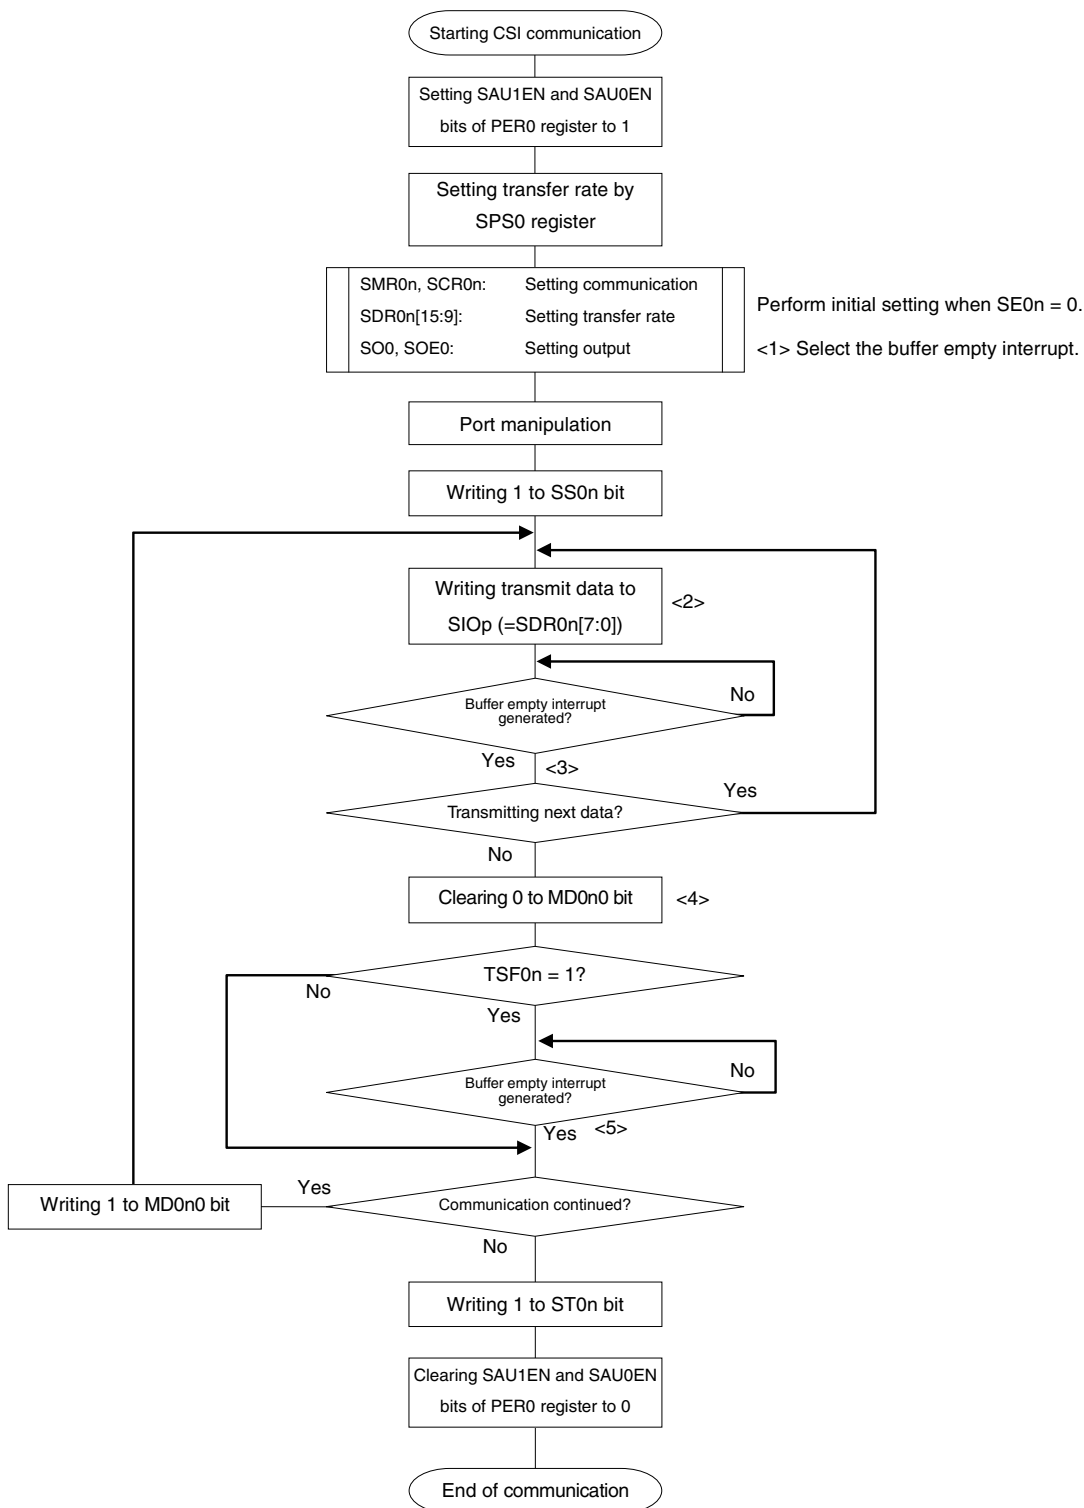 Starting CSI communication
Setting SAU1EN and SAU0EN
bits of PER0 register to 1
Setting transfer rate by
SPS0 register
SMR0n, SCR0n: Setting communication
SDR0n[15:9]: Setting transfer rate
SO0, SOE0: Setting output
Perform initial setting when SE0n = 0.
<1> Select the buffer empty interrupt.
Port manipulation
Writing 1 to SS0n bit
Writing transmit data to
SIOp (=SDR0n[7:0])
<2>
Buffer empty interrupt
generated?
No
Yes
<3>
Transmitting next data?
Yes
No
Clearing 0 to MD0n0 bit
<4>
TSF0n = 1?
No
Yes
Buffer empty interrupt
generated?
No
Yes
<5>
Communication continued?
Yes
Writing 1 to MD0n0 bit
No
Writing 1 to ST0n bit
Clearing SAU1EN and SAU0EN
bits of PER0 register to 0
End of communication